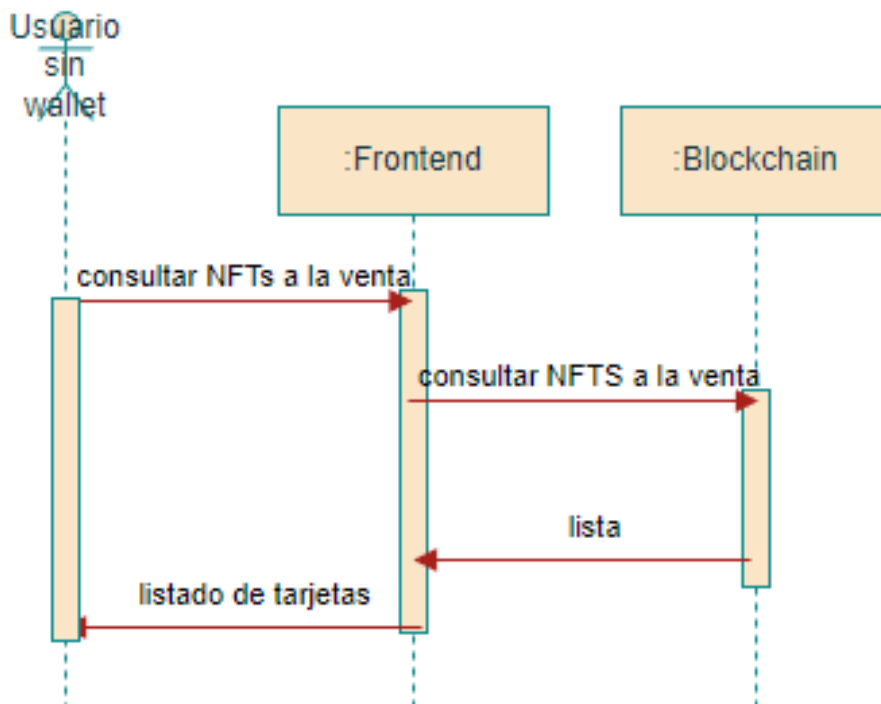 Usuario
sin
wallet
:Frontend
:Blockchain
consultar NFTs a la venta
consultar NFTS a la venta
lista
listado de tarjetas